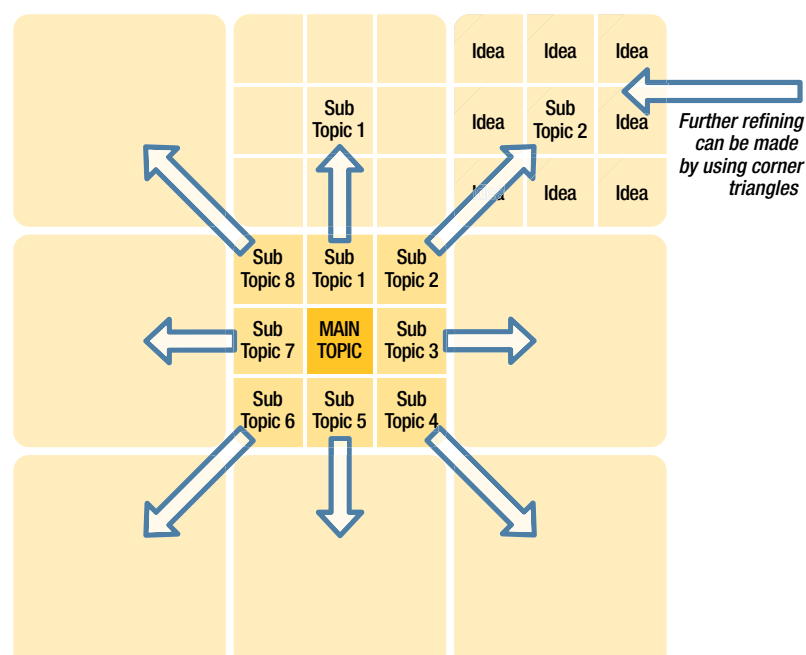 Idea Idea Idea
Sub
Topic 1
Idea
Sub
Topic 2
Idea
Idea Idea Idea
Further refining
can be made
by using corner
triangles
Sub
Topic 8
Sub
Topic 1
Sub
Topic 2
Sub
Topic 7
MAIN
TOPIC
Sub
Topic 3
Sub
Topic 6
Sub
Topic 5
Sub
Topic 4